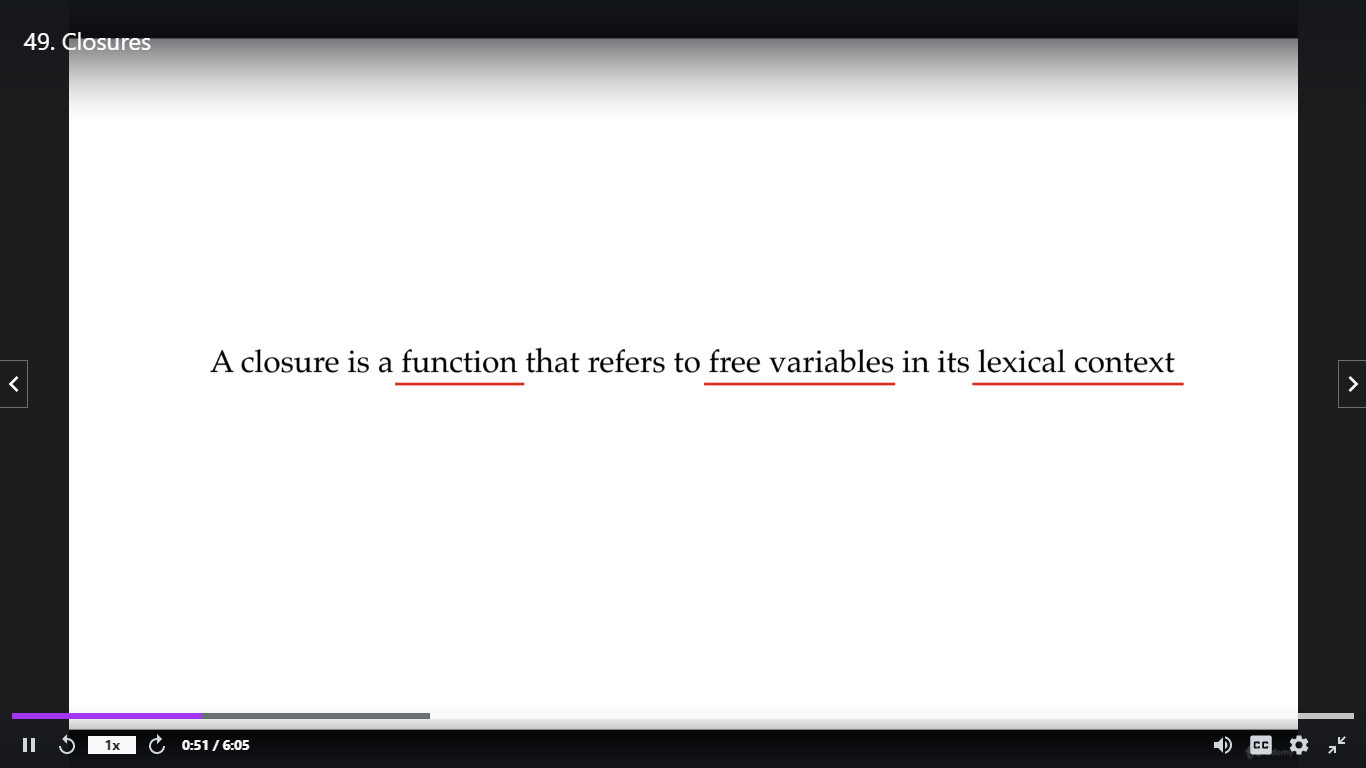 49. Closures
A closure is a function that refers to free variables in its lexical context
1x
0:51 / 6:05
CC